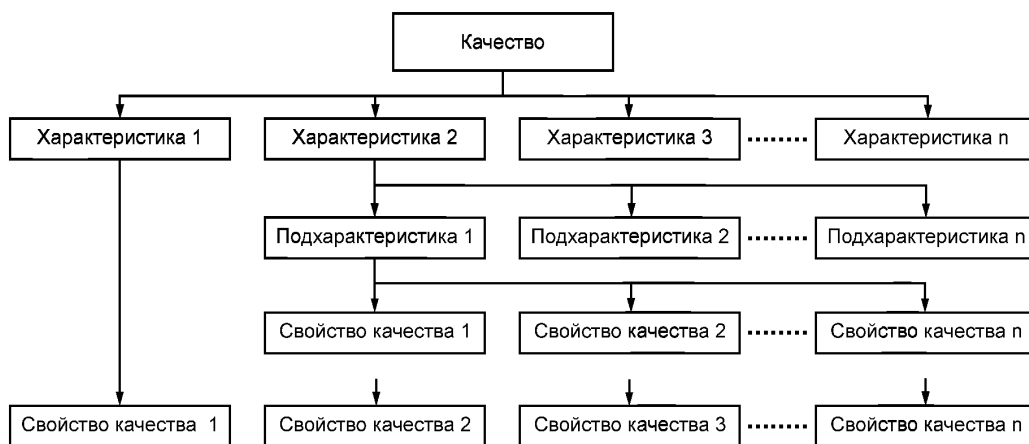 Качество
Характеристика 1
Характеристика 2
Характеристика 3
Характеристика n
Подхарактеристика 1
Подхарактеристика 2
Подхарактеристика n
Свойство качества 1
Свойство качества 2
Свойство качества n
Свойство качества 1
Свойство качества 2
Свойство качества 3
Свойство качества n